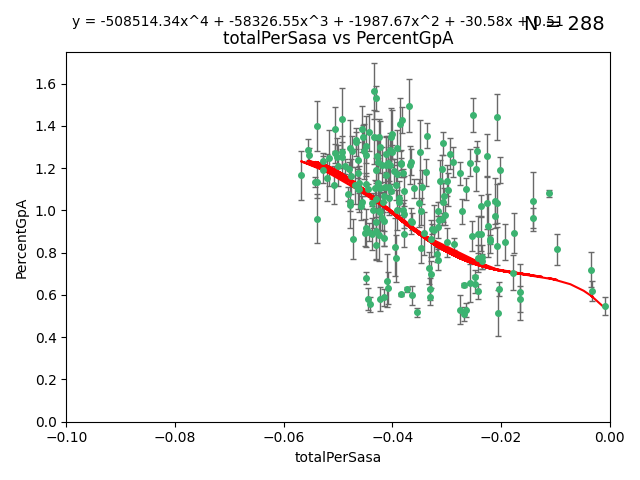 y = -508514.34x^4 + -58326.55x^3 + -1987.67x^2 + -30.58x + 0.51
N = 288
totalPerSasa vs PercentGpA
PercentGpA
1.6
1.4
1.2
1.0
0.8
0.6
0.4
0.2
0.0
−0.10 −0.08 −0.06 −0.04 −0.02 0.00
totalPerSasa